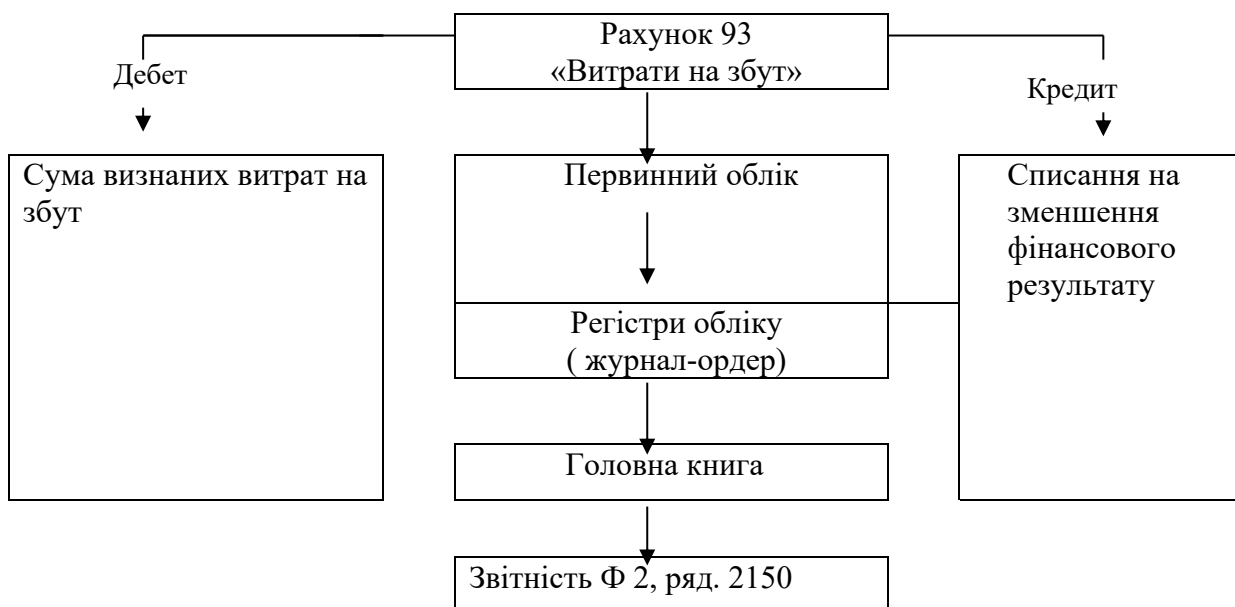 Рахунок 93
«Витрати на збут»
Дебет
Кредит
Сума визнаних витрат на
збут
Первинний облік
Списання на
зменшення
фінансового
результату
Регістри обліку
( журнал-ордер)
Головна книга
Звітність Ф 2, ряд. 2150